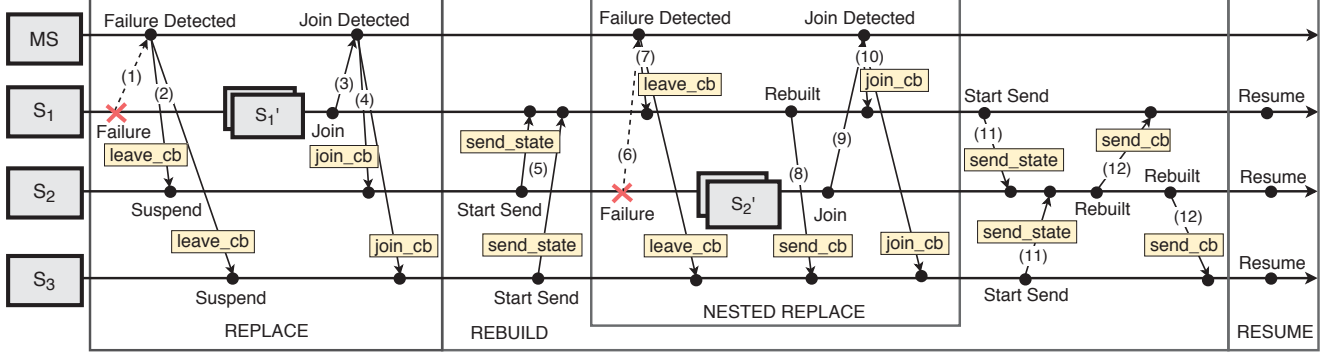 Failure Detected
Join Detected
Failure Detected
Join Detected
MS
(1)
(2)
(3)
(4)
(7)
(10)
leave_cb
join_cb
S1
S1'
Failure
Join
Rebuilt
Start Send
Resume
leave_cb
join_cb
send_state
(5)
(6)
(9)
(11)
send_cb
send_state
(12)
S2
Suspend
Start Send
Failure
S2'
(8)
Join
Rebuilt
Rebuilt
Resume
leave_cb
join_cb
send_state
leave_cb
send_cb
join_cb
send_state
(11)
(12)
send_cb
S3
Suspend
Start Send
Start Send
Resume
REPLACE
REBUILD
NESTED REPLACE
RESUME